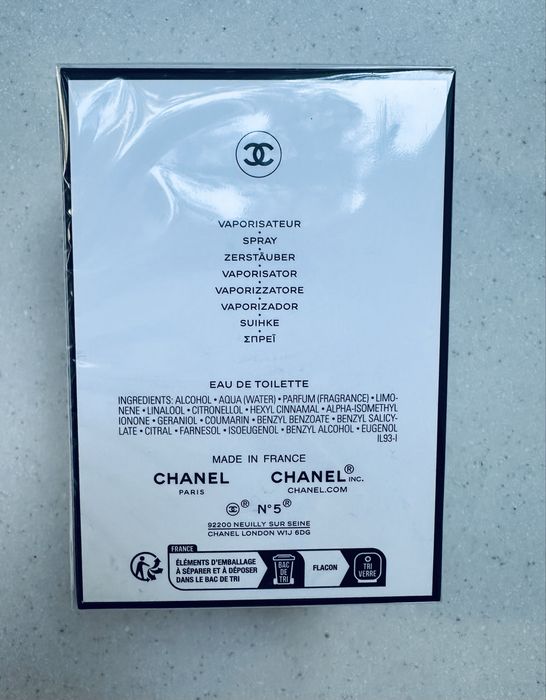 VAPORISATEUR
SPRAY
ZERSTÄUBER
VAPORISATOR
VAPORIZZATORE
VAPORIZADOR
SUIHKE
ΣΠΡΕΪ
EAU DE TOILETTE
INGREDIENTS: ALCOHOL • AQUA (WATER) • PARFUM (FRAGRANCE) • LIMO-
NENE • LINALOOL • CITRONELLOL • HEXYL CINNAMAL • ALPHA-ISOMETHYL
IONONE • GERANIOL • COUMARIN • BENZYL BENZOATE • BENZYL SALICY-
LATE • CITRAL • FARNESOL • ISOEUGENOL • BENZYL ALCOHOL • EUGENOL
IL93-I
MADE IN FRANCE
CHANEL CHANEL® INC.
PARIS CHANEL.COM
® N°5®
92200 NEUILLY SUR SEINE
CHANEL LONDON W1J 6DG
FRANCE
ÉLÉMENTS D'EMBALLAGE
À SÉPARER ET À DÉPOSER
DANS LE BAC DE TRI
BAC
DE
TRI
FLACON
TRI
VERRE